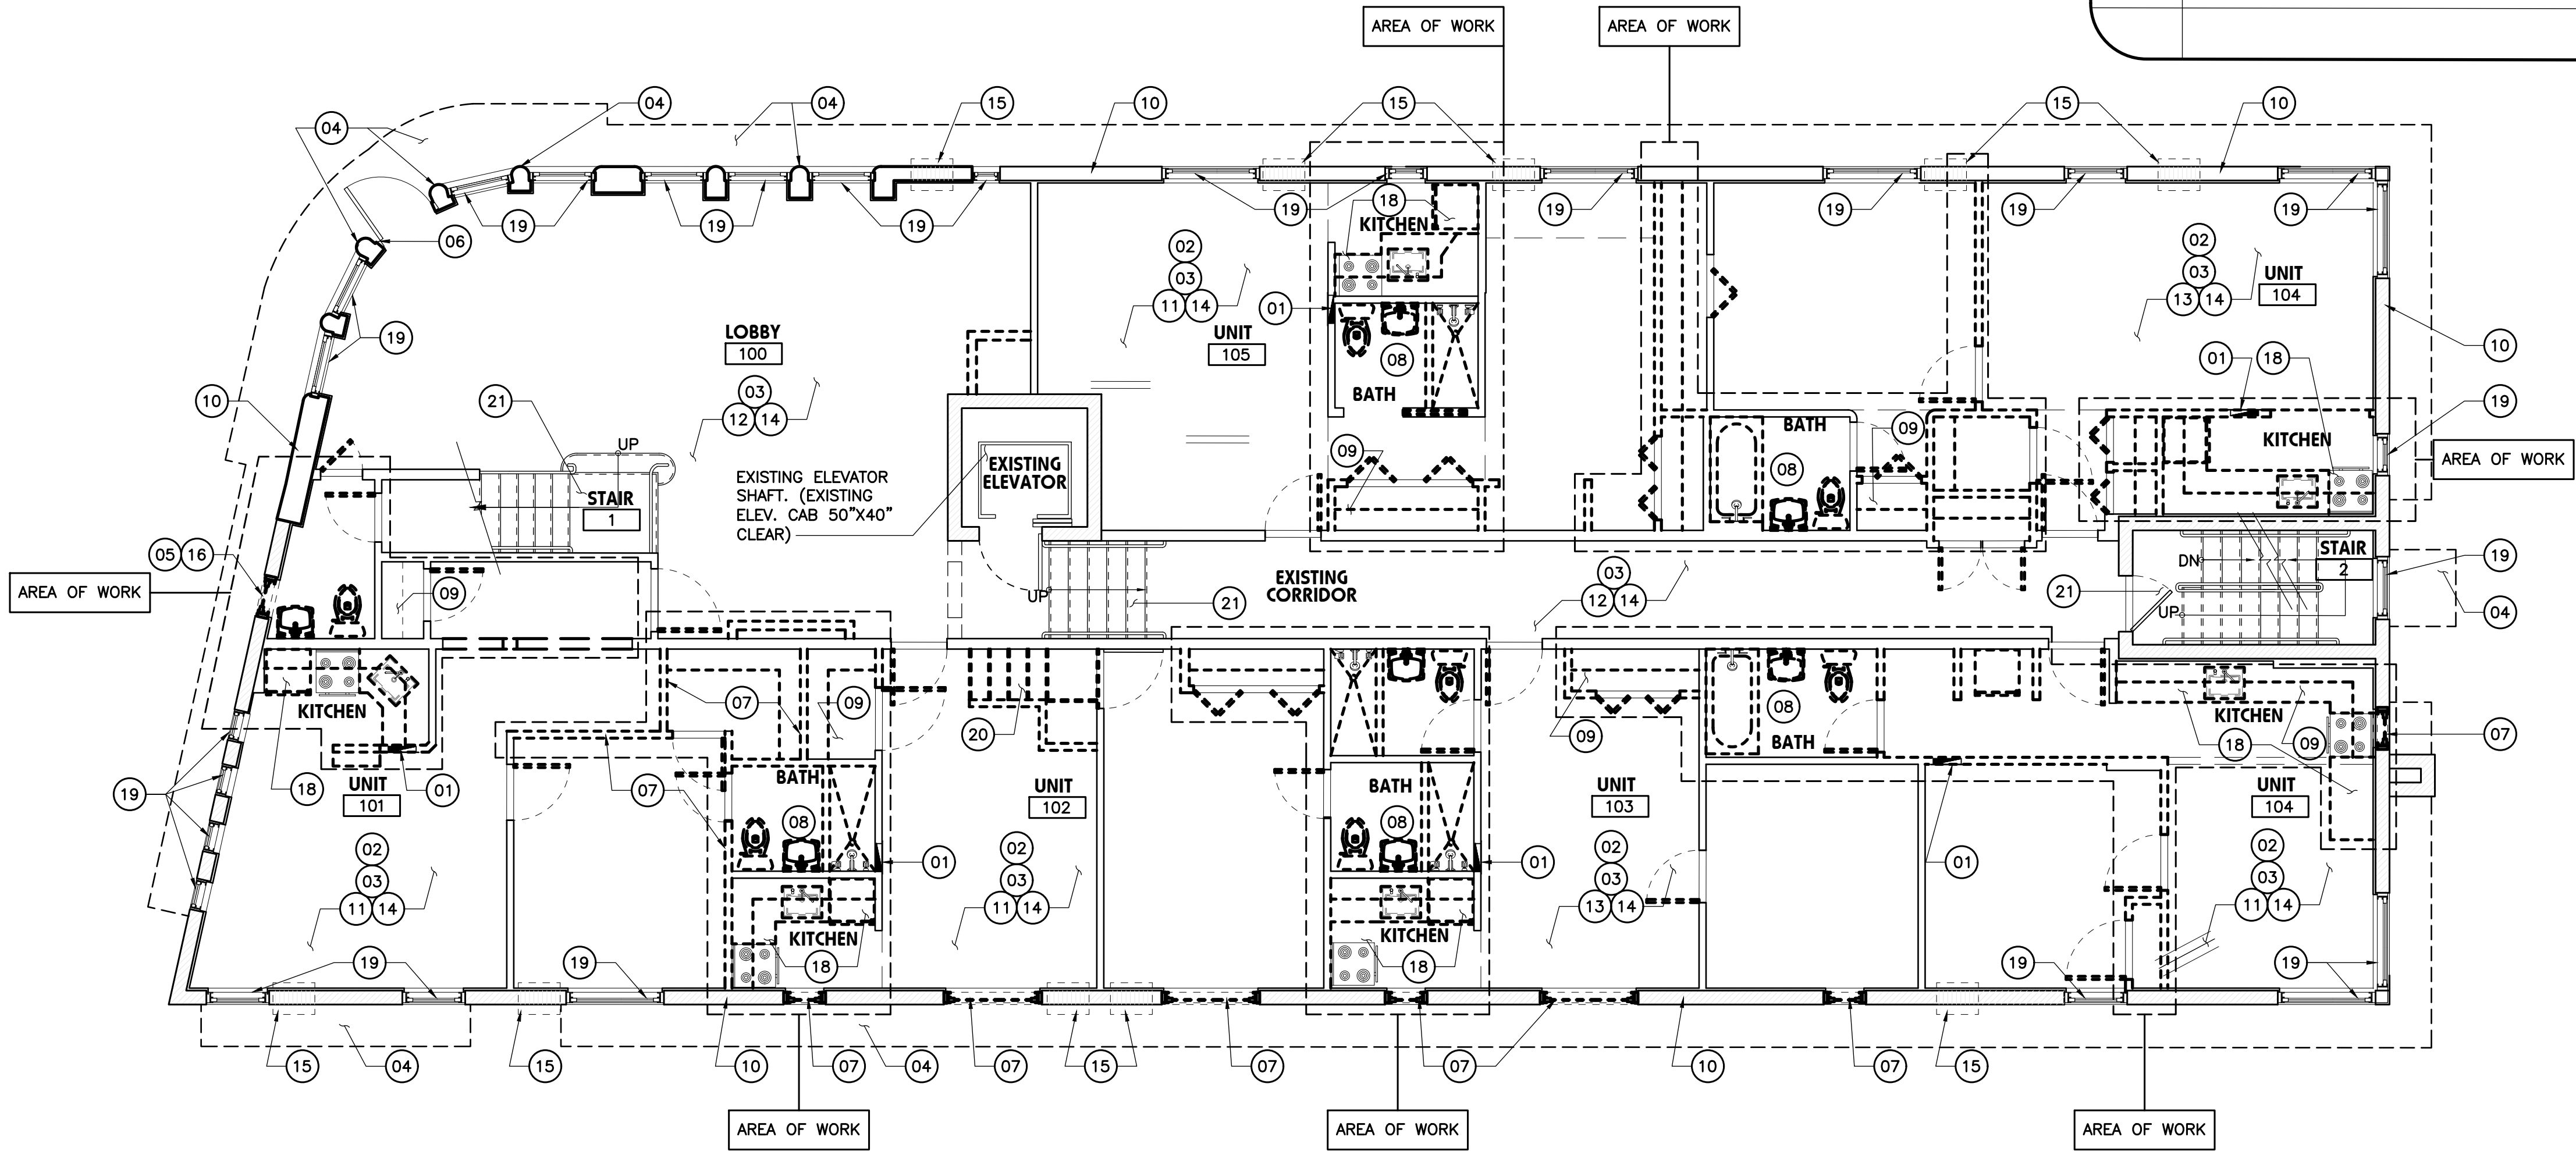 AREA OF WORK
AREA OF WORK
04
04
04
15
10
15
15
10
19
19
19
06
19
18
KITCHEN
19
19
19
19
02
03
11 14
UNIT
105
01
02
03
13 14
UNIT
104
19
LOBBY
100
03
12 14
08
BATH
01
18
10
10
21
UP
19
EXISTING ELEVATOR
SHAFT. (EXISTING
ELEV. CAB 50"X40"
CLEAR)
EXISTING
ELEVATOR
09
BATH
08
09
KITCHEN
AREA OF WORK
STAIR
1
05 16
AREA OF WORK
09
UP
21
EXISTING
CORRIDOR
03
12 14
21
DN
UP
STAIR
2
19
04
18
KITCHEN
07
09
20
09
08
BATH
KITCHEN
18
09
07
19
18
UNIT
101
01
07
BATH
08
UNIT
102
01
BATH
08
UNIT
103
01
01
UNIT
104
02
03
11 14
02
03
11 14
02
03
13 14
02
03
11 14
KITCHEN
18
KITCHEN
18
19
19
19
19
15
04
15
10
07
04
07
15
07
07
10
07
15
AREA OF WORK
AREA OF WORK
AREA OF WORK